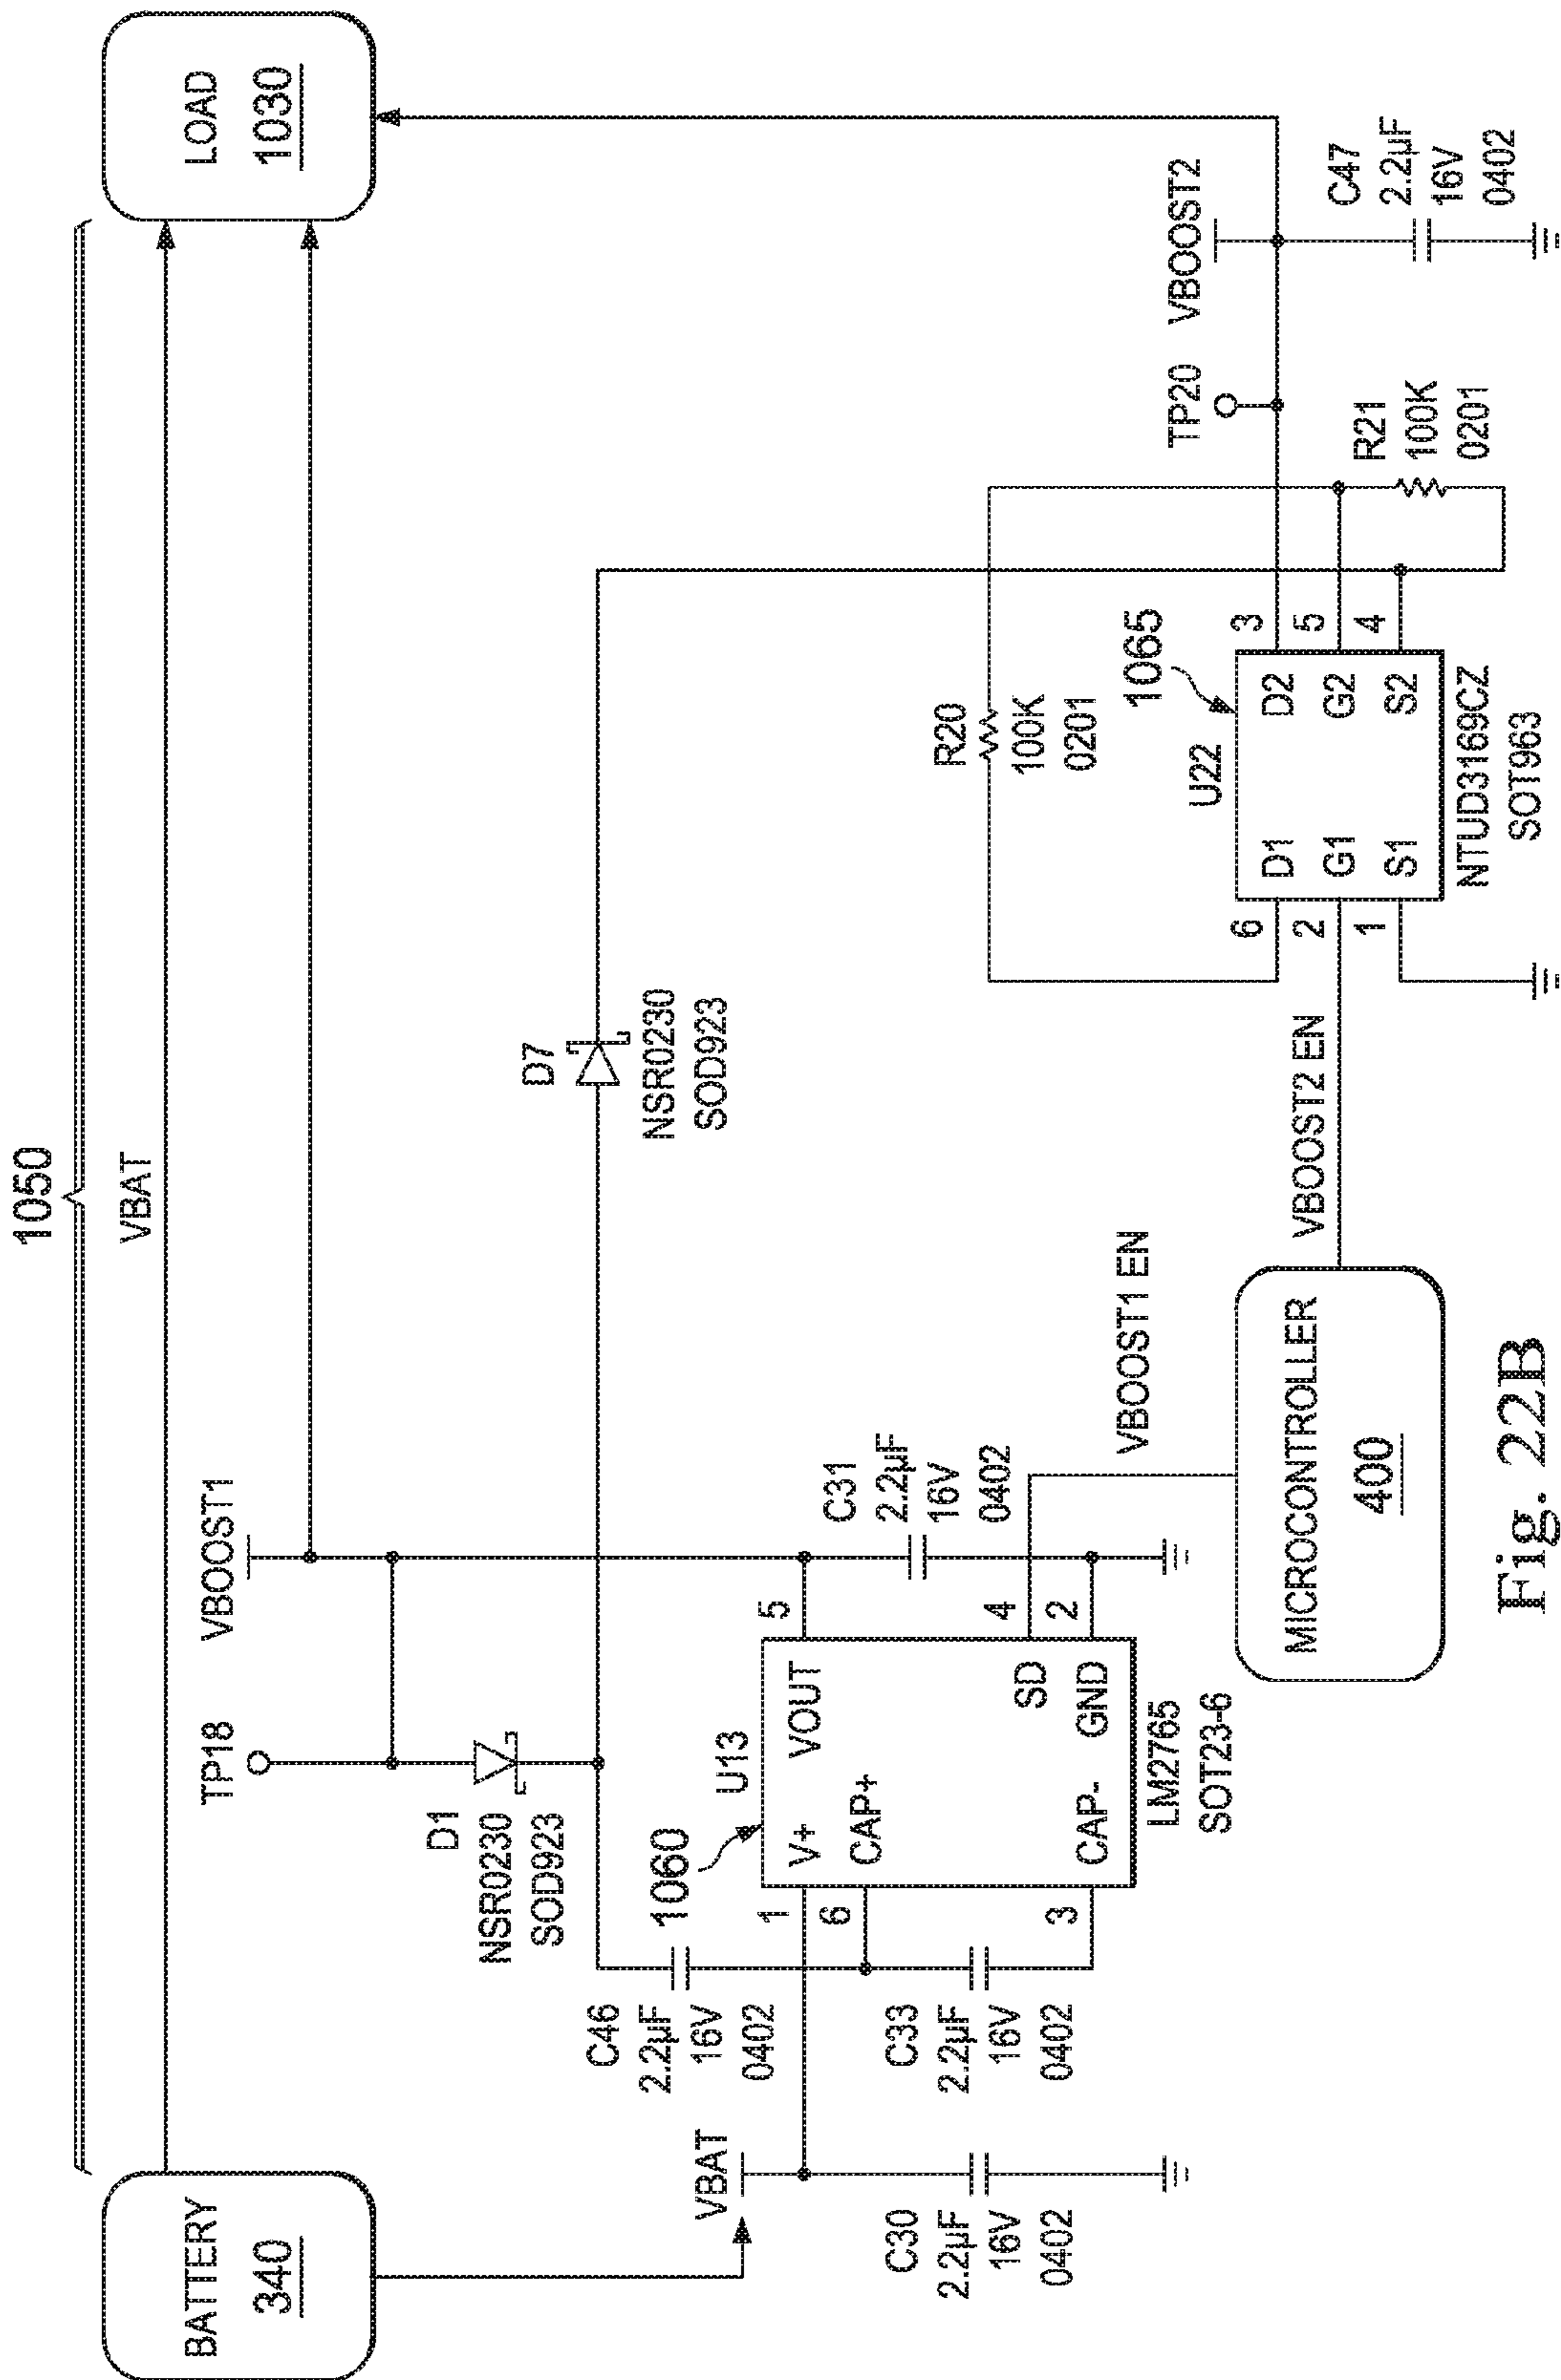 1050
BATTERY
340
VBAT
LOAD
1030
VBOOST1
TP18
D1
NSR0230
SOD923
D7
NSR0230
SOD923
VBAT
C30
2.2µF
16V
0402
C46
2.2µF
16V
0402
C33
2.2µF
16V
0402
1060
U13
1
6
3
V+
CAP+
CAP-
VOUT
SD
GND
5
4
2
LM2765
SOT23-6
C31
2.2µF
16V
0402
VBOOST1 EN
MICROCONTROLLER
400
VBOOST2 EN
R20
100K
0201
1065
U22
6
2
1
D1
G1
S1
D2
G2
S2
3
5
4
NTUD3169CZ
SOT963
TP20
VBOOST2
R21
100K
0201
C47
2.2µF
16V
0402
Fig. 22B